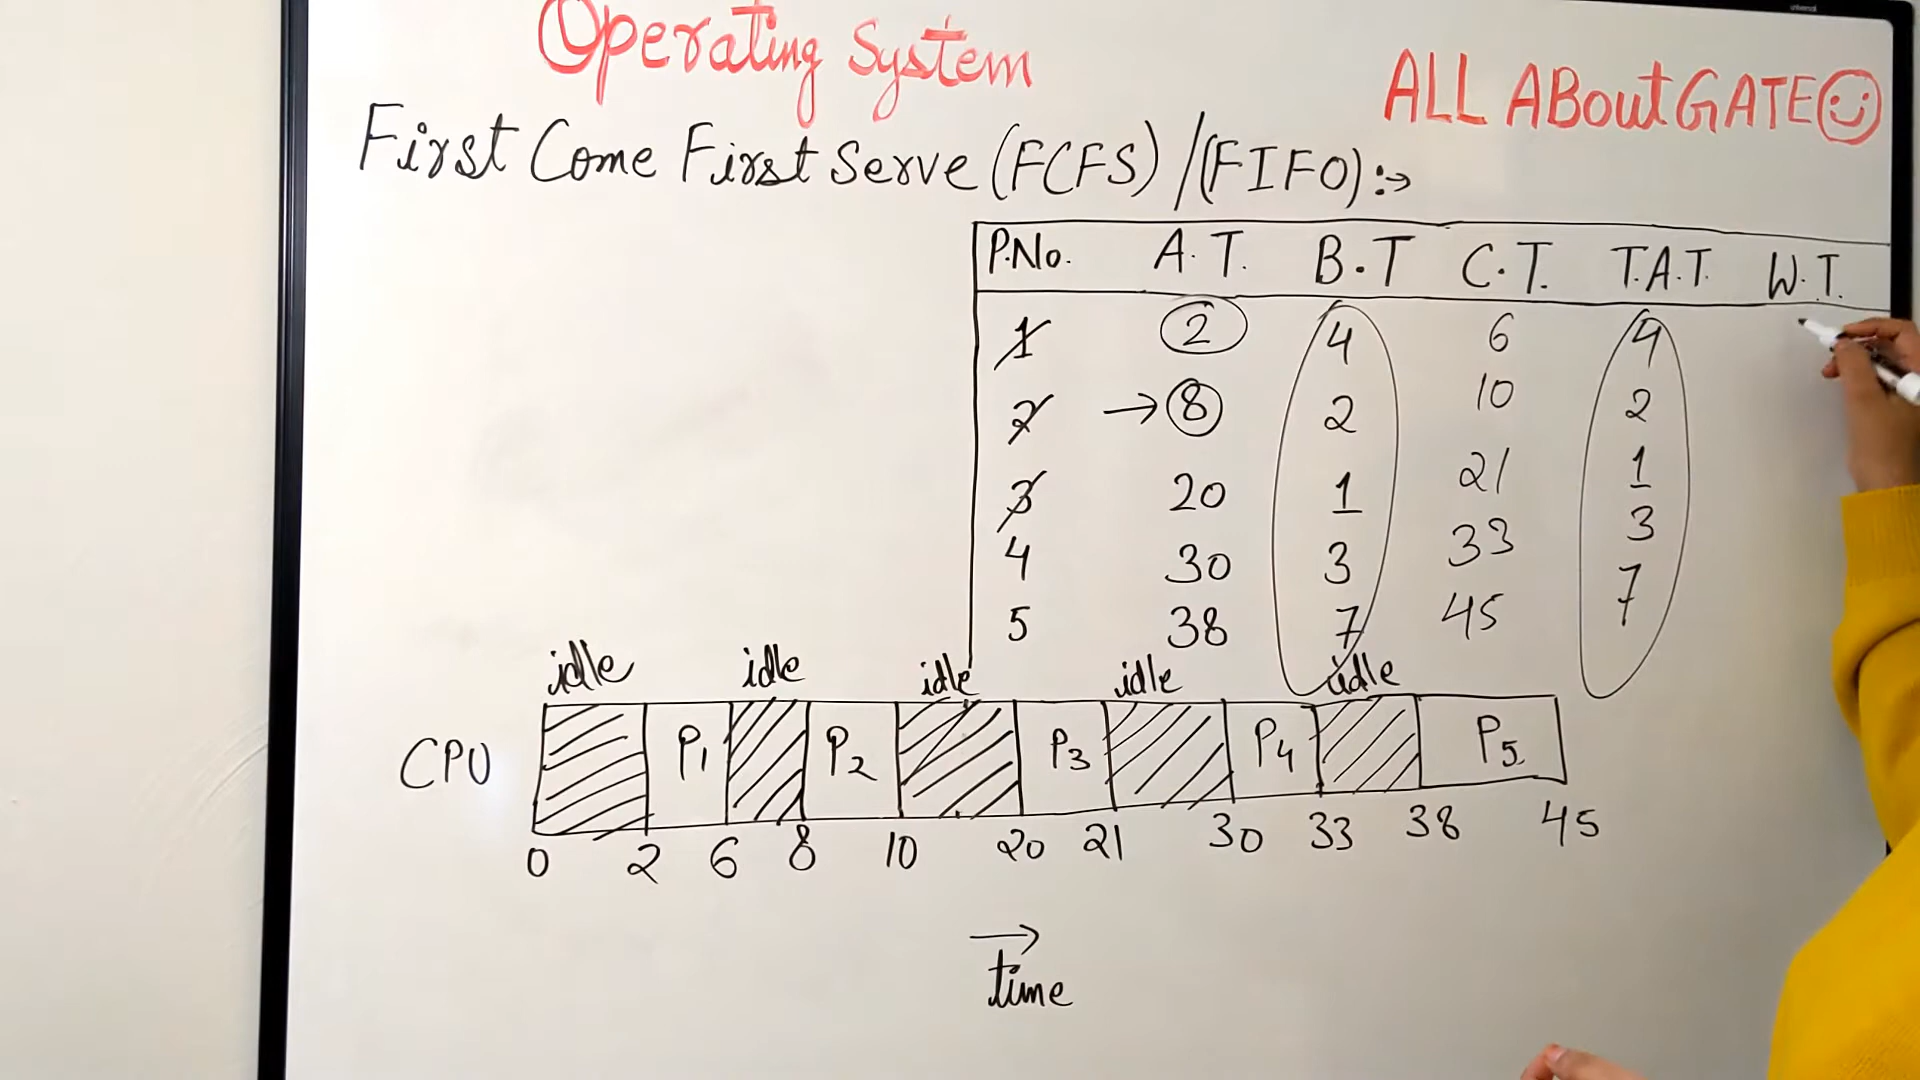 Operating System
ALL ABout GATE
First Come First Serve (FCFS) / (FIFO) :->
P.No. A.T. B.T C.T. T.A.T. W.T.
1 2 4 6 4
2 → 8 2 10 2
3 20 1 21 1
4 30 3 33 3
5 38 7 45 7
idle idle idle idle idle
CPU P1 P2 P3 P4 P5
0 2 6 8 10 20 21 30 33 38 45
→
time